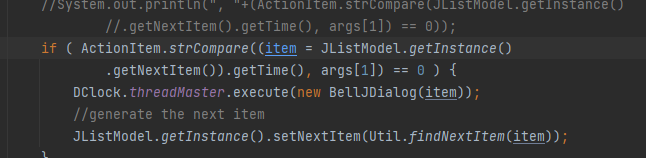 //System.out.println(", "+(ActionItem.strCompare(JListModel.getInstance()
//.getNextItem().getTime(), args[1]) == 0));
if ( ActionItem.strCompare((item = JListModel.getInstance()
.getNextItem()).getTime(), args[1]) == 0 ) {
DClock.threadMaster.execute(new BellJDialog(item));
//generate the next item
JListModel.getInstance().setNextItem(Util.findNextItem(item));
}